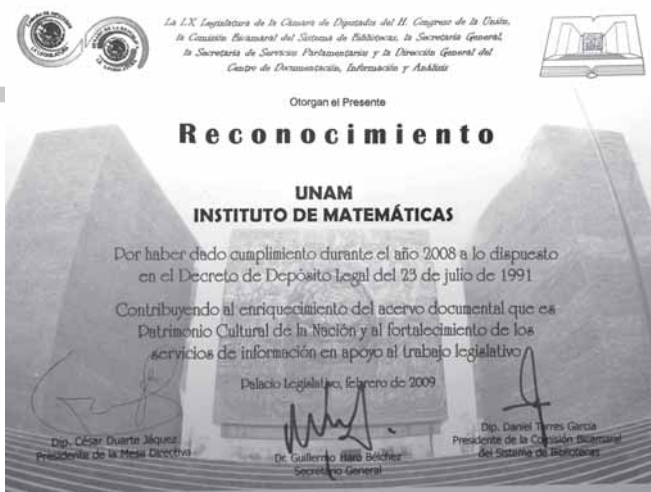 La LX Legislatura de la Cámara de Diputados del H. Congreso de la Unión,
la Comisión Bicamaral del Sistema de Bibliotecas, la Secretaría General,
la Secretaría de Servicios Parlamentarios y la Dirección General del
Centro de Documentación, Información y Análisis
Otorgan el Presente
Reconocimiento
UNAM
INSTITUTO DE MATEMÁTICAS
Por haber dado cumplimiento durante el año 2008 a lo dispuesto
en el Decreto de Depósito Legal del 23 de julio de 1991
Contribuyendo al enriquecimiento del acervo documental que es
Patrimonio Cultural de la Nación y al fortalecimiento de los
servicios de información en apoyo al trabajo legislativo
Palacio Legislativo, febrero de 2009
Dip. César Duarte Jáquez
Presidente de la Mesa Directiva
Dr. Guillermo Haro Bélchez
Secretario General
Dip. Daniel Torres García
Presidente de la Comisión Bicamaral
del Sistema de Bibliotecas